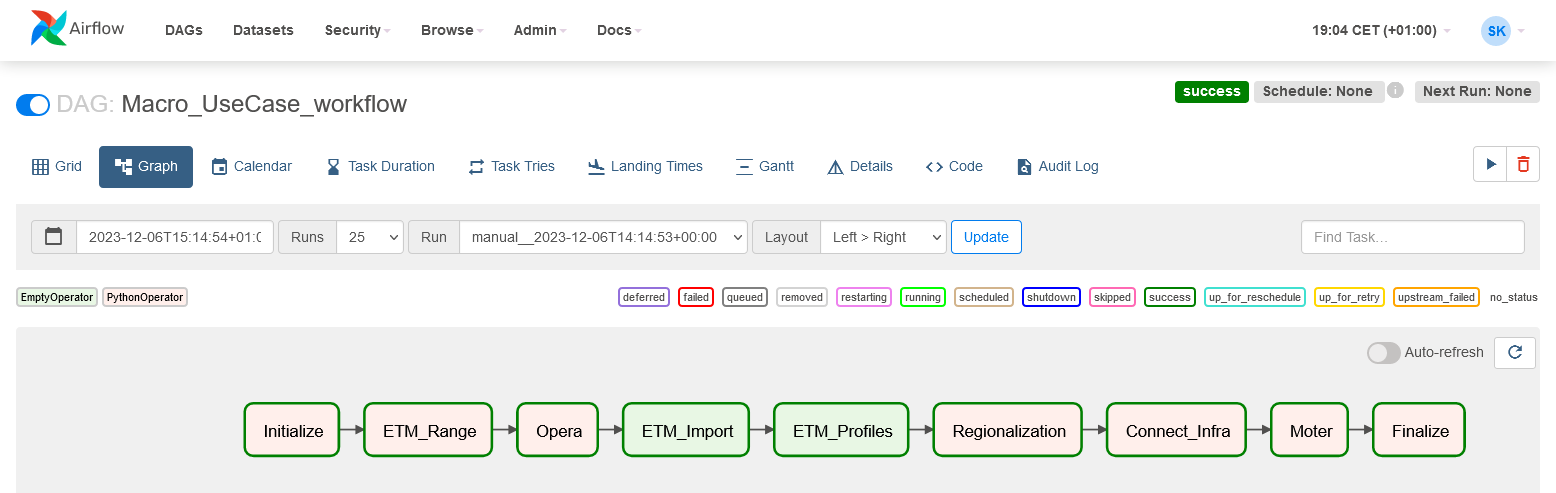 Airflow DAGs Datasets Security Browse Admin Docs 19:04 CET (+01:00) SK
DAG: Macro_UseCase_workflow success Schedule: None i Next Run: None
Grid Graph Calendar Task Duration Task Tries Landing Times Gantt Details Code Audit Log
2023-12-06T15:14:54+01:0 Runs 25 Run manual__2023-12-06T14:14:53+00:00 Layout Left > Right Update Find Task...
EmptyOperator PythonOperator deferred failed queued removed restarting running scheduled shutdown skipped success up_for_reschedule up_for_retry upstream_failed no_status
Auto-refresh
Initialize ETM_Range Opera ETM_Import ETM_Profiles Regionalization Connect_Infra Moter Finalize